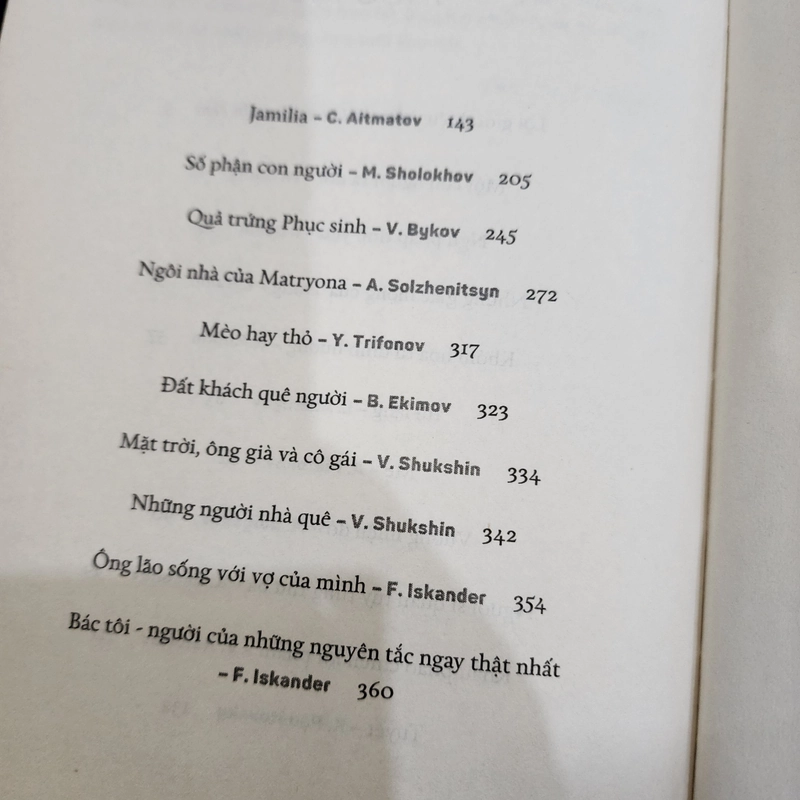 Jamilia – C. Aitmatov 143
Số phận con người – M. Sholokhov 205
Quả trứng Phục sinh – V. Bykov 245
Ngôi nhà của Matryona – A. Solzhenitsyn 272
Mèo hay thỏ – Y. Trifonov 317
Đất khách quê người – B. Ekimov 323
Mặt trời, ông già và cô gái – V. Shukshin 334
Những người nhà quê – V. Shukshin 342
Ông lão sống với vợ của mình – F. Iskander 354
Bác tôi - người của những nguyên tắc ngay thật nhất
– F. Iskander 360